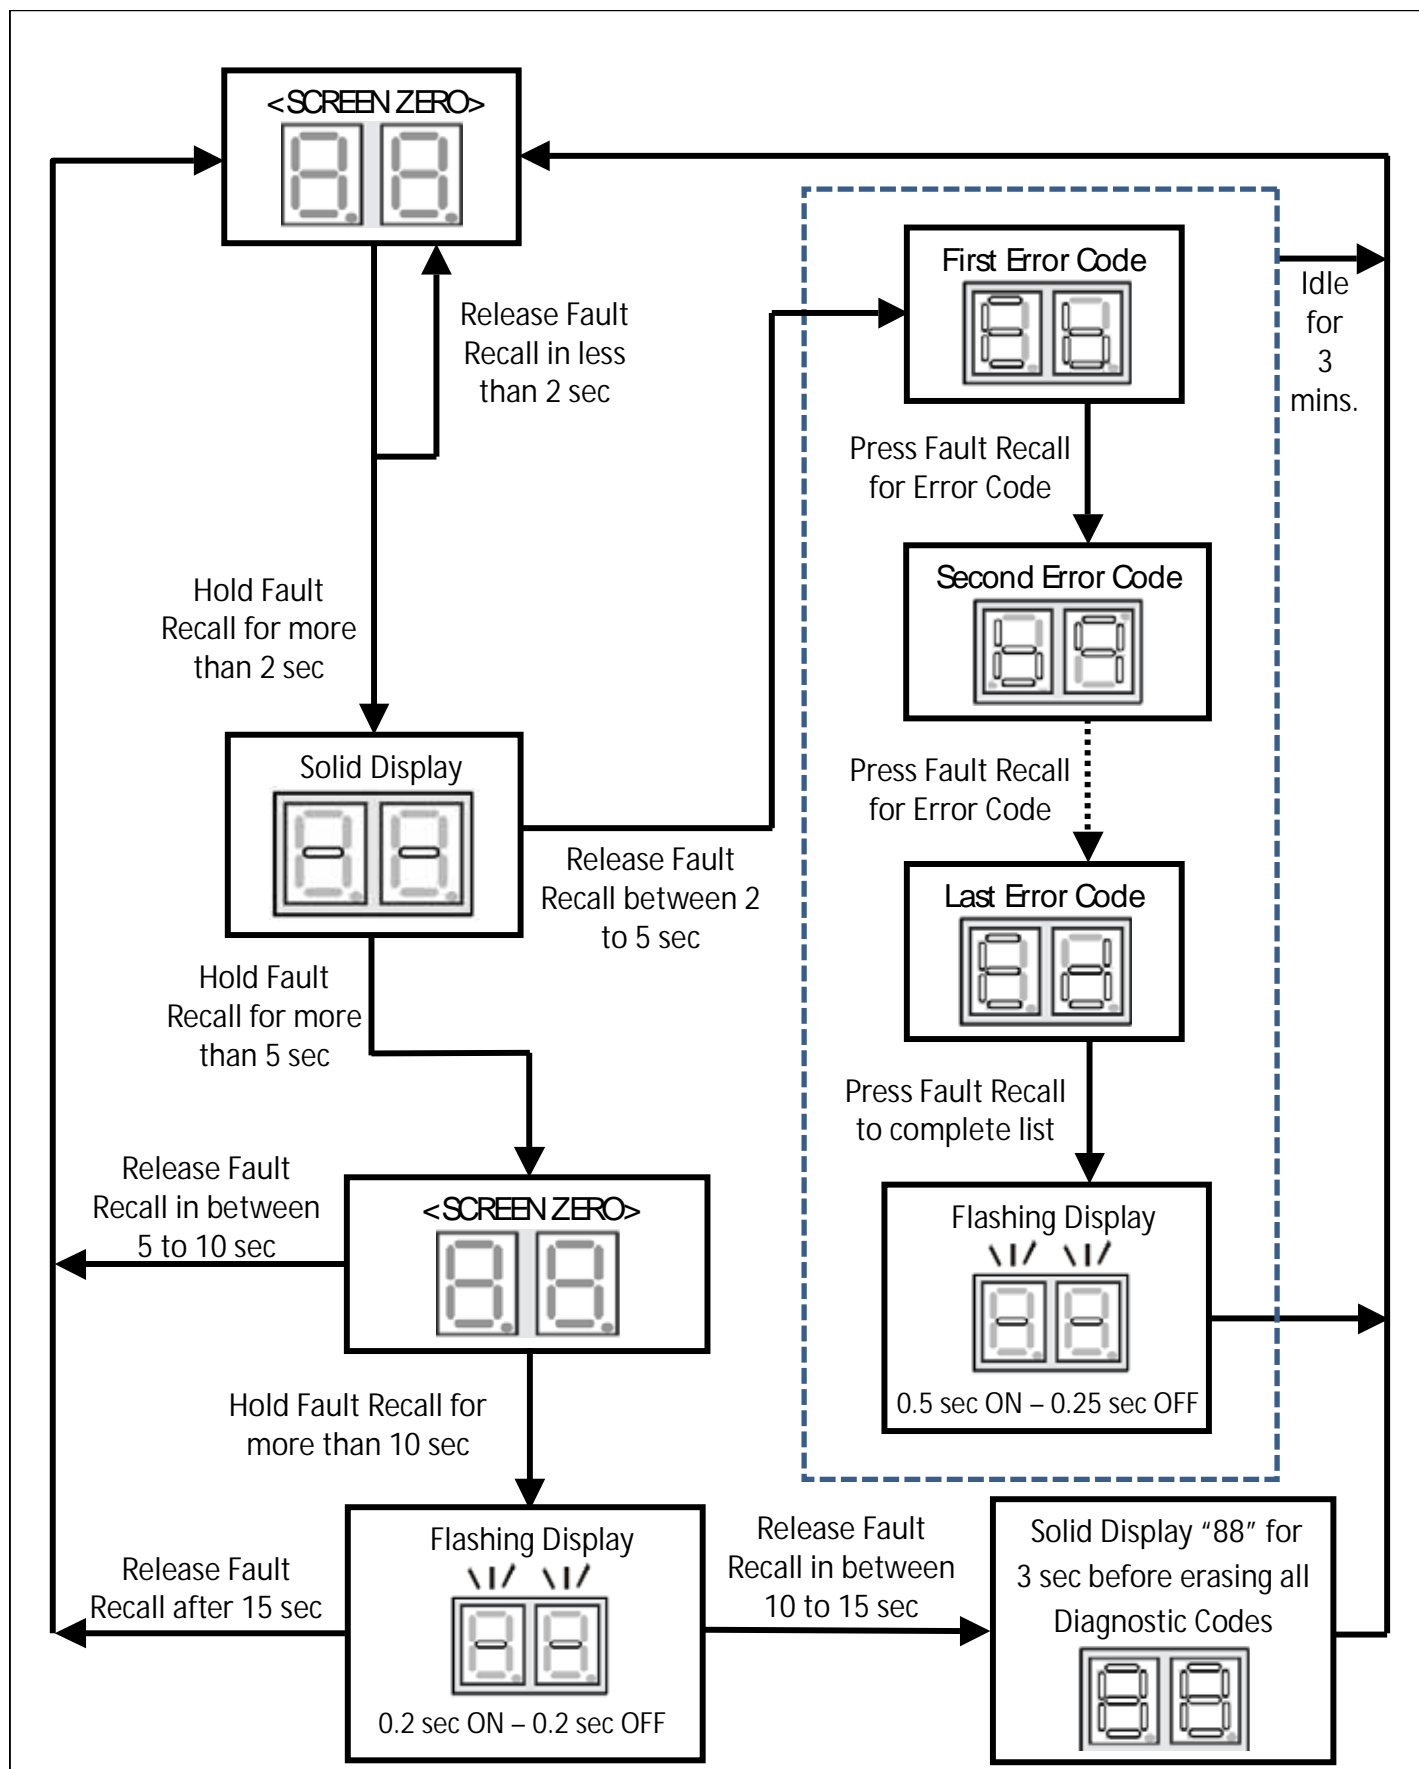 <SCREEN ZERO>
Release Fault
Recall in less
than 2 sec
First Error Code
E6
Idle
for
3
mins.
Press Fault Recall
for Error Code
Hold Fault
Recall for more
than 2 sec
Second Error Code
b9
Solid Display
- -
Press Fault Recall
for Error Code
Release Fault
Recall between 2
to 5 sec
Last Error Code
Ed
Hold Fault
Recall for more
than 5 sec
Press Fault Recall
to complete list
Release Fault
Recall in between
5 to 10 sec
<SCREEN ZERO>
Flashing Display
- -
0.5 sec ON – 0.25 sec OFF
Hold Fault Recall for
more than 10 sec
Flashing Display
- -
0.2 sec ON – 0.2 sec OFF
Release Fault
Recall after 15 sec
Release Fault
Recall in between
10 to 15 sec
Solid Display “88” for
3 sec before erasing all
Diagnostic Codes
88